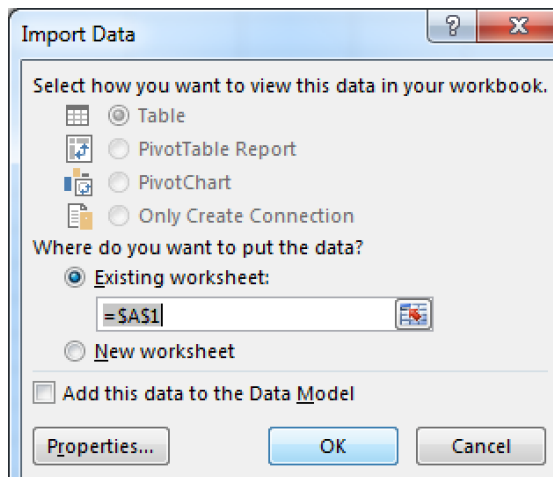 Import Data
?
Select how you want to view this data in your workbook.
Table
PivotTable Report
PivotChart
Only Create Connection
Where do you want to put the data?
Existing worksheet:
=$A$1
New worksheet
Add this data to the Data Model
Properties...
OK
Cancel